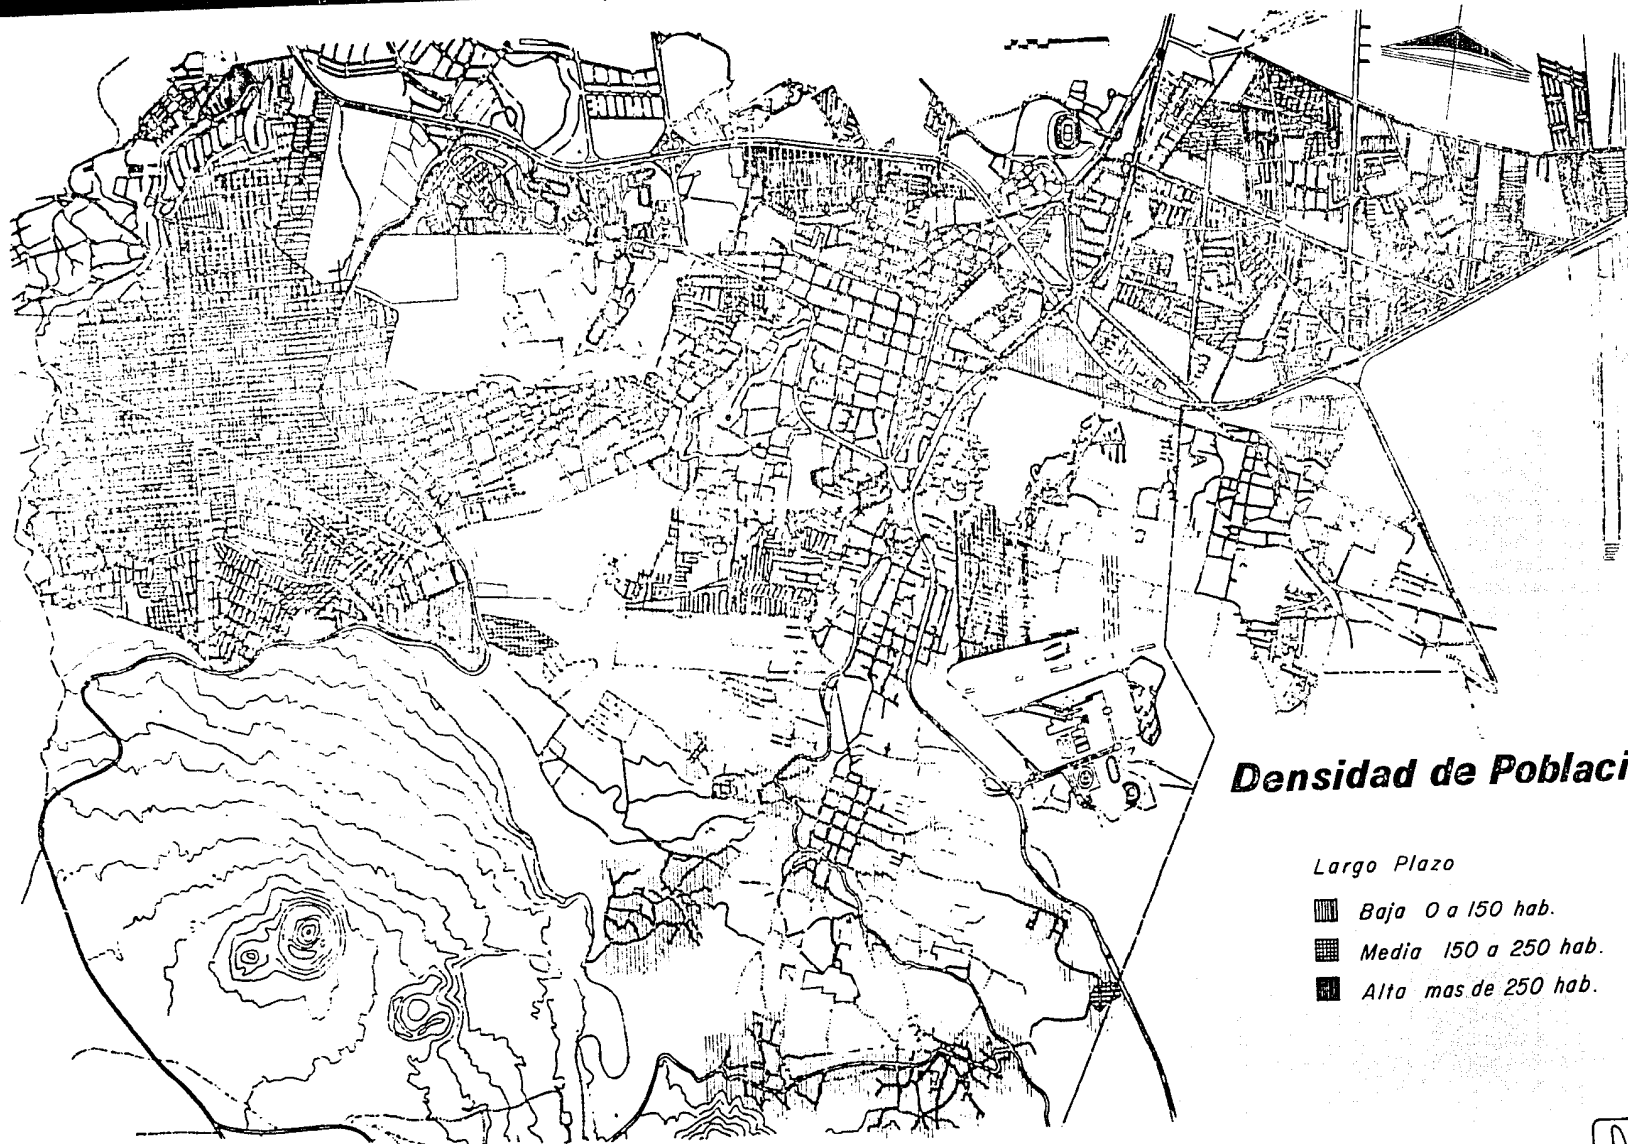 Densidad de Poblaci
Largo Plazo
Baja 0 a 150 hab.
Media 150 a 250 hab.
Alta mas de 250 hab.